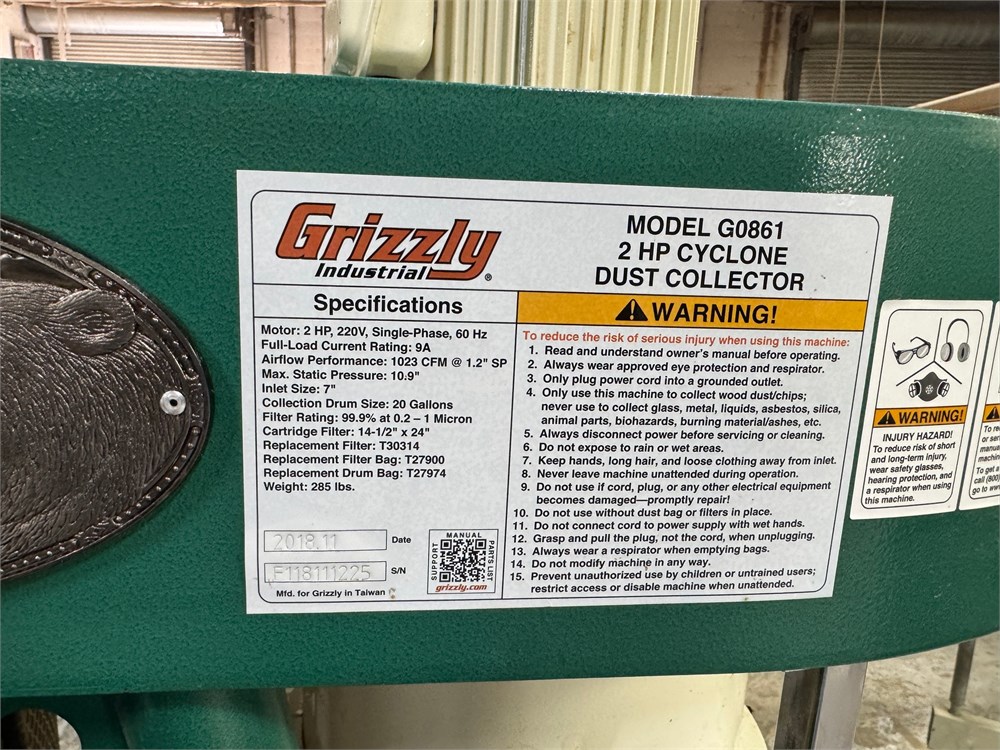 Grizzly
Industrial®
MODEL G0861
2 HP CYCLONE
DUST COLLECTOR
Specifications
Motor: 2 HP, 220V, Single-Phase, 60 Hz
Full-Load Current Rating: 9A
Airflow Performance: 1023 CFM @ 1.2" SP
Max. Static Pressure: 10.9"
Inlet Size: 7"
Collection Drum Size: 20 Gallons
Filter Rating: 99.9% at 0.2 – 1 Micron
Cartridge Filter: 14-1/2" x 24"
Replacement Filter: T30314
Replacement Filter Bag: T27900
Replacement Drum Bag: T27974
Weight: 285 lbs.
2018.11 Date
F118111225 S/N
Mfd. for Grizzly in Taiwan
MANUAL
SUPPORT
PARTS LIST
grizzly.com
WARNING!
To reduce the risk of serious injury when using this machine:
1. Read and understand owner's manual before operating.
2. Always wear approved eye protection and respirator.
3. Only plug power cord into a grounded outlet.
4. Only use this machine to collect wood dust/chips;
never use to collect glass, metal, liquids, asbestos, silica,
animal parts, biohazards, burning material/ashes, etc.
5. Always disconnect power before servicing or cleaning.
6. Do not expose to rain or wet areas.
7. Keep hands, long hair, and loose clothing away from inlet.
8. Never leave machine unattended during operation.
9. Do not use if cord, plug, or any other electrical equipment
becomes damaged—promptly repair!
10. Do not use without dust bag or filters in place.
11. Do not connect cord to power supply with wet hands.
12. Grasp and pull the plug, not the cord, when unplugging.
13. Always wear a respirator when emptying bags.
14. Do not modify machine in any way.
15. Prevent unauthorized use by children or untrained users;
restrict access or disable machine when unattended.
WARNING!
INJURY HAZARD!
To reduce risk of short
and long-term injury,
wear safety glasses,
hearing protection, and
a respirator when using
this machine.
To
or
machin
To get a
call (800)
go to